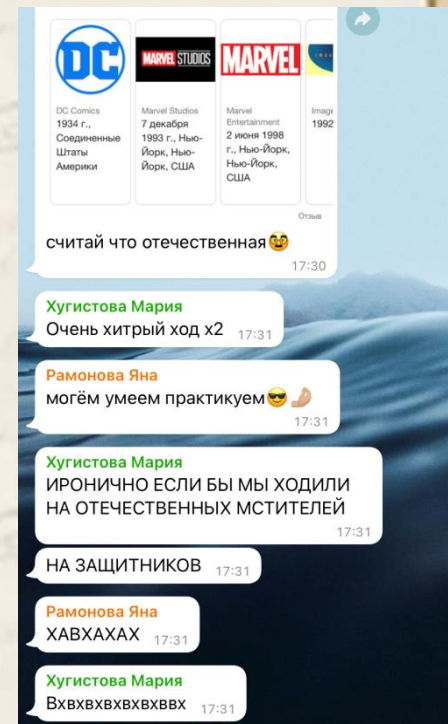 DC
MARVEL STUDIOS
MARVEL
DC Comics
1934 г.,
Соединенные
Штаты
Америки
Marvel Studios
7 декабря
1993 г., Нью-
Йорк, Нью-
Йорк, США
Marvel
Entertainment
2 июня 1998
г., Нью-Йорк,
Нью-Йорк,
США
Image
1992
Отзыв
считай что отечественная🥸
17:30
Хугистова Мария
Очень хитрый ход x2 17:31
Рамонова Яна
могём умеем практикуем😎🤌🏼
17:31
Хугистова Мария
ИРОНИЧНО ЕСЛИ БЫ МЫ ХОДИЛИ
НА ОТЕЧЕСТВЕННЫХ МСТИТЕЛЕЙ
17:31
НА ЗАЩИТНИКОВ 17:31
Рамонова Яна
ХАВХАХАХ 17:31
Хугистова Мария
Вхвхвхвхвхввх 17:31